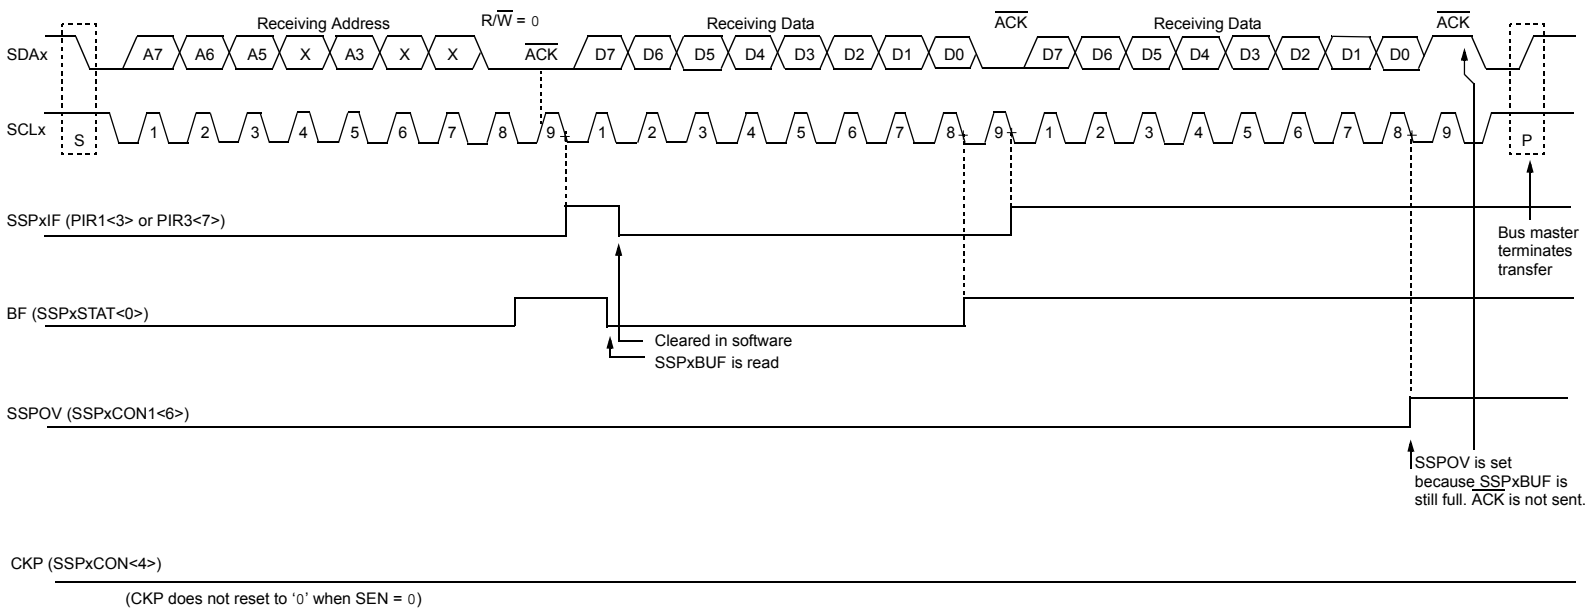 Receiving Address
R/W = 0
Receiving Data
ACK
Receiving Data
ACK
SDAx
A7 A6 A5 X A3 X X
ACK
D7 D6 D5 D4 D3 D2 D1 D0
D7 D6 D5 D4 D3 D2 D1 D0
SCLx
S
1 2 3 4 5 6 7 8 9
1 2 3 4 5 6 7 8 9
1 2 3 4 5 6 7 8 9
P
SSPxIF (PIR1<3> or PIR3<7>)
Bus master
terminates
transfer
BF (SSPxSTAT<0>)
Cleared in software
SSPxBUF is read
SSPOV (SSPxCON1<6>)
SSPOV is set
because SSPxBUF is
still full. ACK is not sent.
CKP (SSPxCON<4>)
(CKP does not reset to ‘0’ when SEN = 0)